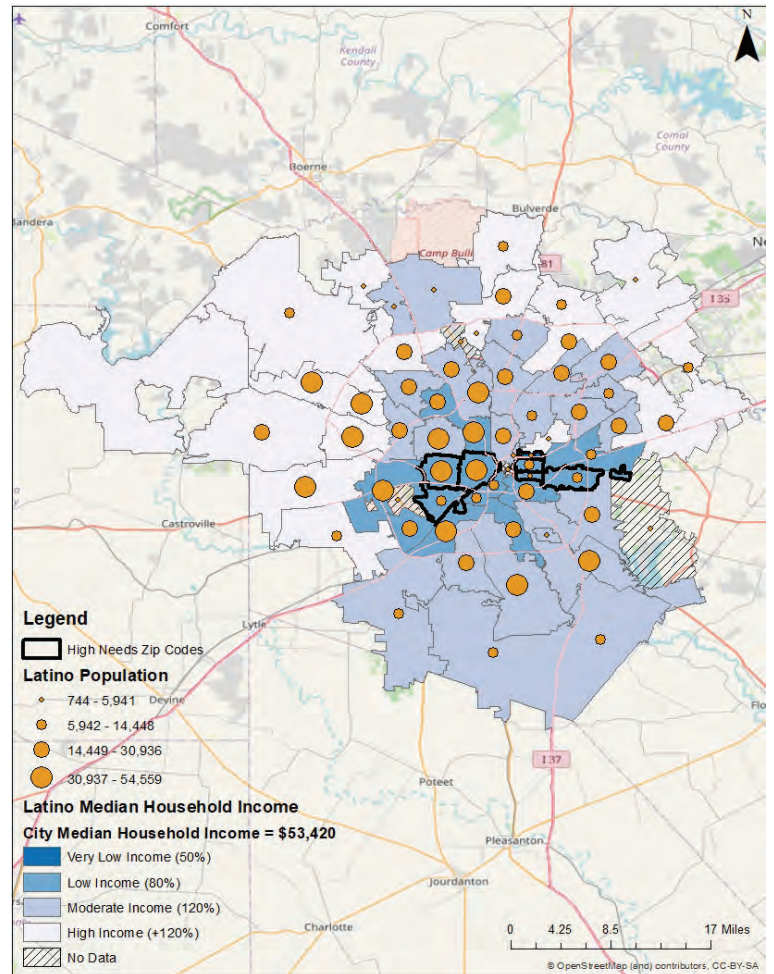 N
Comfort
Kendall
County
Comal
County
Boerne
Bandera
Bulverde
Camp Bull
81
I 35
Castroville
Lytle
Devine
I 37
Poteet
Pleasanton
Jourdanton
Charlotte
Legend
High Needs Zip Codes
Latino Population
744 - 5,941
5,942 - 14,448
14,449 - 30,936
30,937 - 54,559
Latino Median Household Income
City Median Household Income = $53,420
Very Low Income (50%)
Low Income (80%)
Moderate Income (120%)
High Income (+120%)
No Data
0 4.25 8.5 17 Miles
© OpenStreetMap (and) contributors, CC-BY-SA